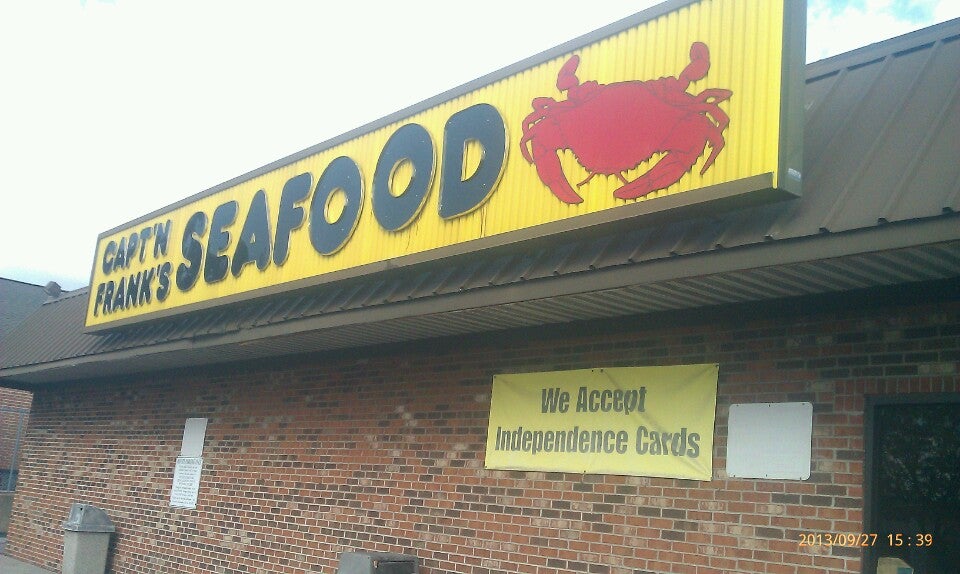 CAPT'N
FRANK'S
SEAFOOD
We Accept
Independence Cards
2013/09/27 15:39